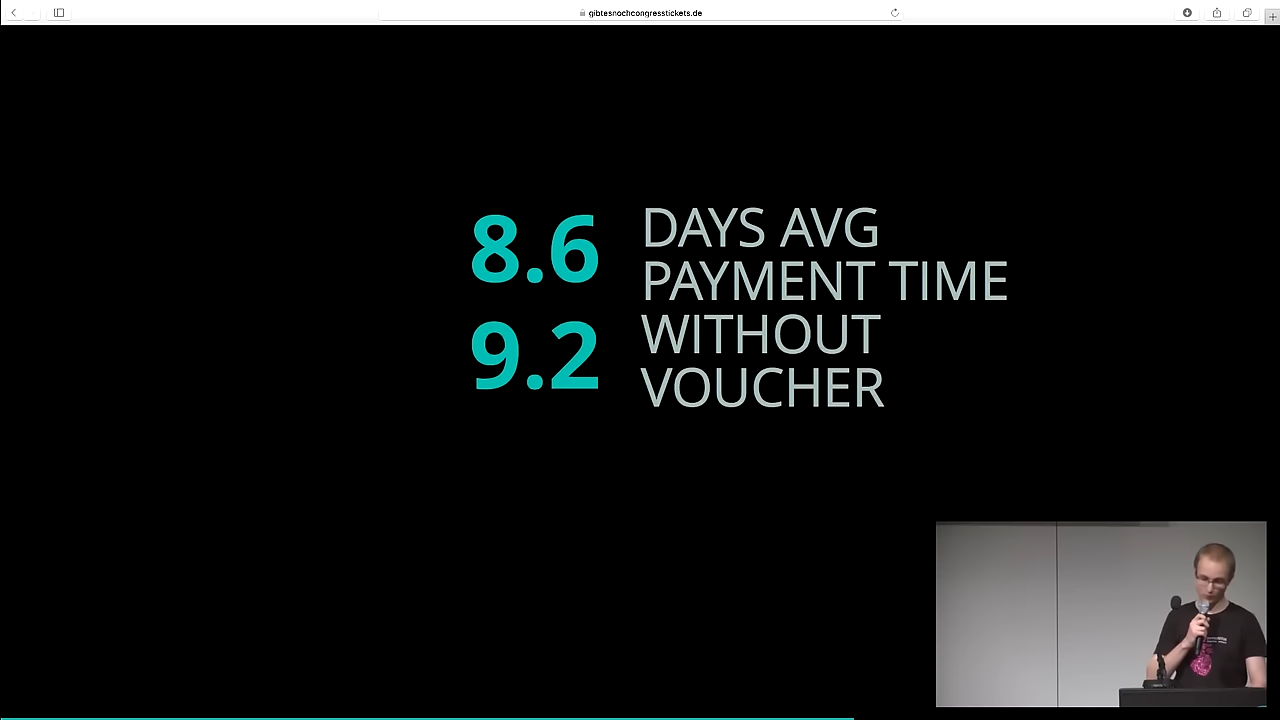 gibtesnochcongresstickets.de
8.6
9.2
DAYS AVG
PAYMENT TIME
WITHOUT
VOUCHER